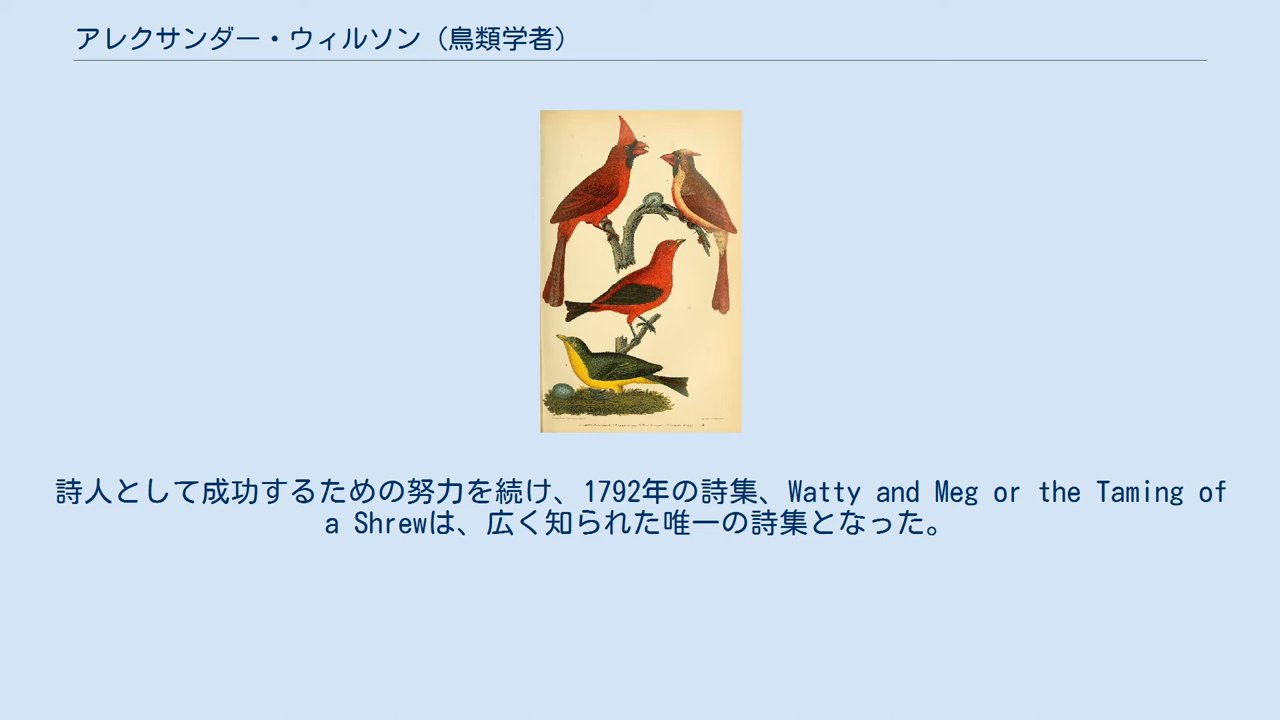 アレクサンダー・ウィルソン（鳥類学者）
詩人として成功するための努力を続け、1792年の詩集、Watty and Meg or the Taming of
a Shrewは、広く知られた唯一の詩集となった。